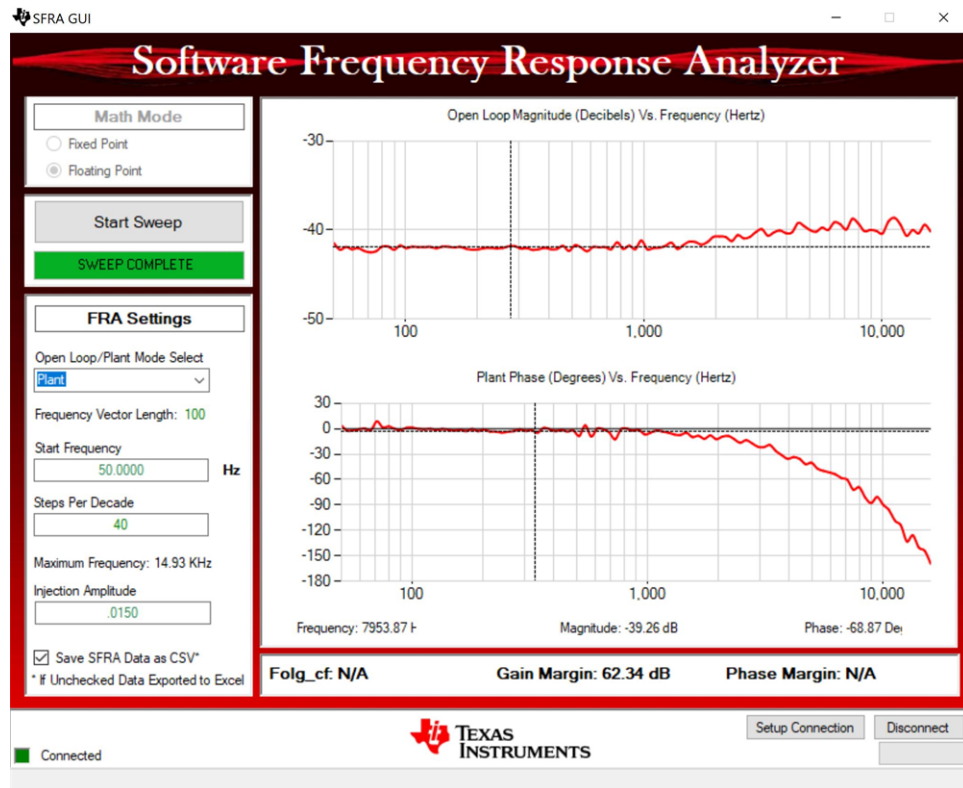 SFRA GUI
Software Frequency Response Analyzer
Math Mode
Fixed Point
Floating Point
Start Sweep
SWEEP COMPLETE
FRA Settings
Open Loop/Plant Mode Select
Plant
Frequency Vector Length: 100
Start Frequency
50.0000 Hz
Steps Per Decade
40
Maximum Frequency: 14.93 KHz
Injection Amplitude
.0150
Save SFRA Data as CSV*
* If Unchecked Data Exported to Excel
Open Loop Magnitude (Decibels) Vs. Frequency (Hertz)
-30
-40
-50
100 1,000 10,000
Plant Phase (Degrees) Vs. Frequency (Hertz)
30
0
-30
-60
-90
-120
-150
-180
100 1,000 10,000
Frequency: 7953.87 H Magnitude: -39.26 dB Phase: -68.87 Deg
Folg_cf: N/A Gain Margin: 62.34 dB Phase Margin: N/A
Connected
TEXAS
INSTRUMENTS
Setup Connection Disconnect